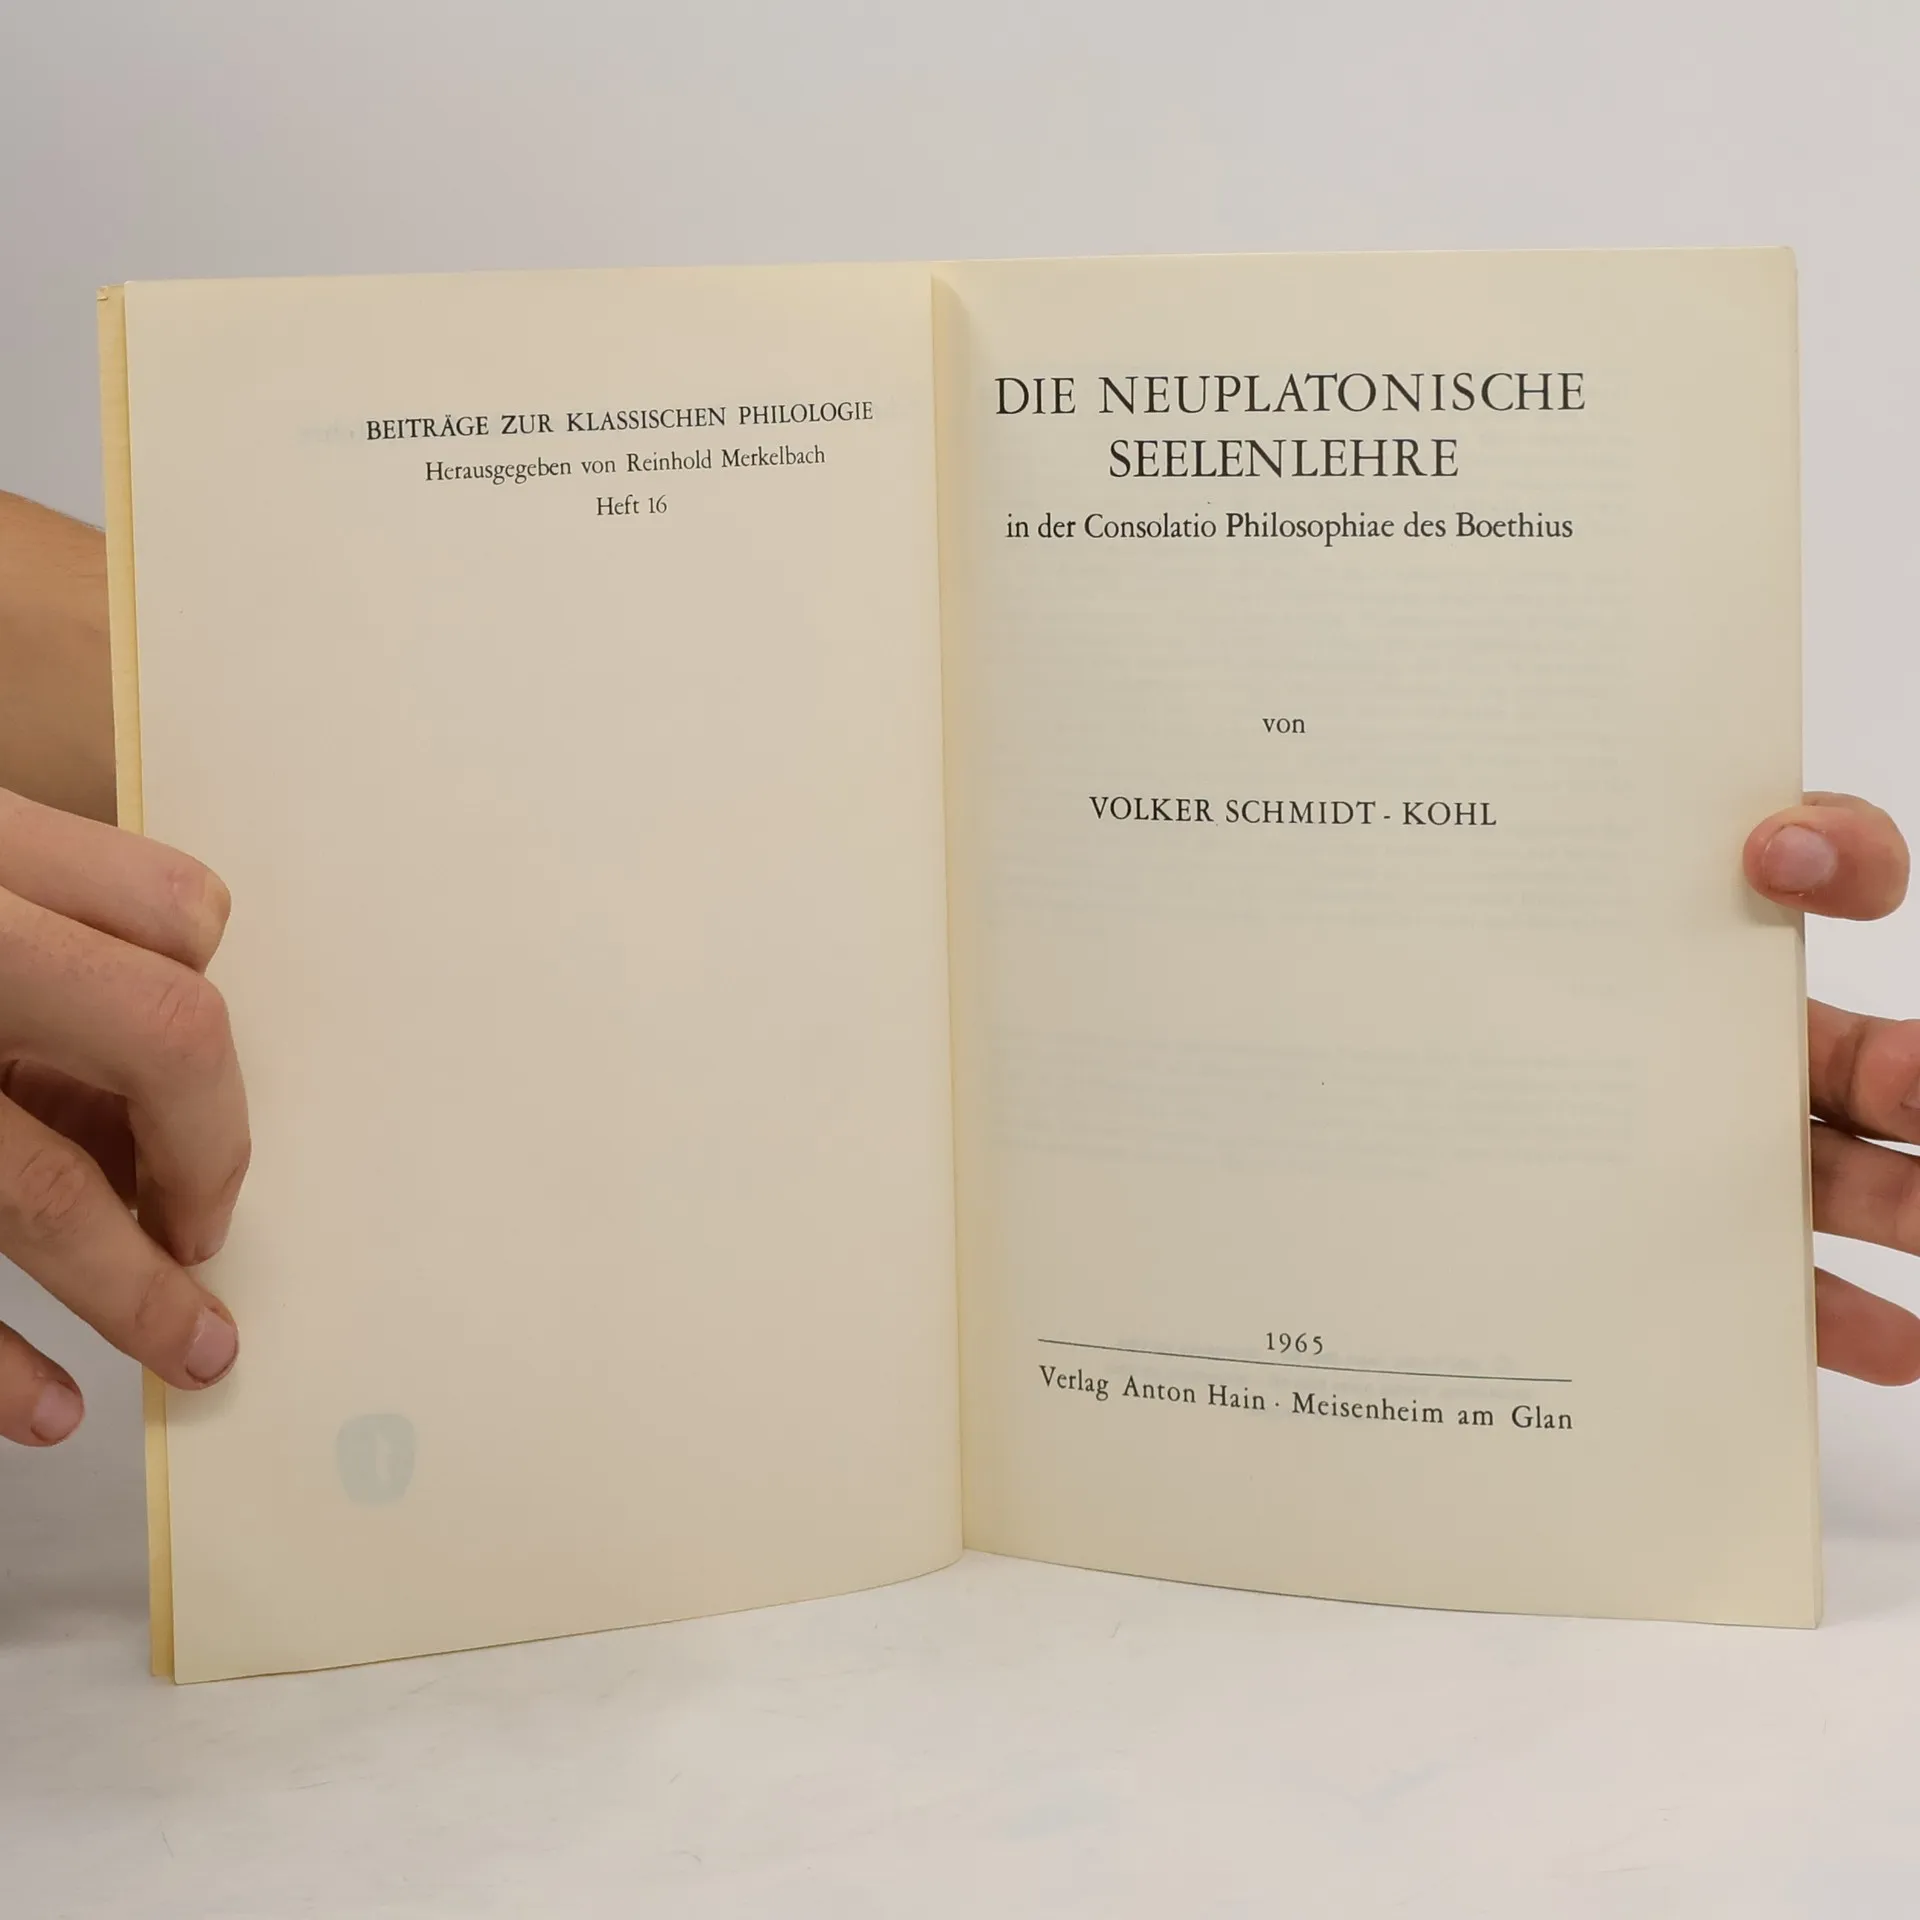 BEITRÄGE ZUR KLASSISCHEN PHILOLOGIE
Herausgegeben von Reinhold Merkelbach
Heft 16
DIE NEUPLATONISCHE
SEELENLEHRE
in der Consolatio Philosophiae des Boethius
von
VOLKER SCHMIDT - KOHL
1965
Verlag Anton Hain · Meisenheim am Glan